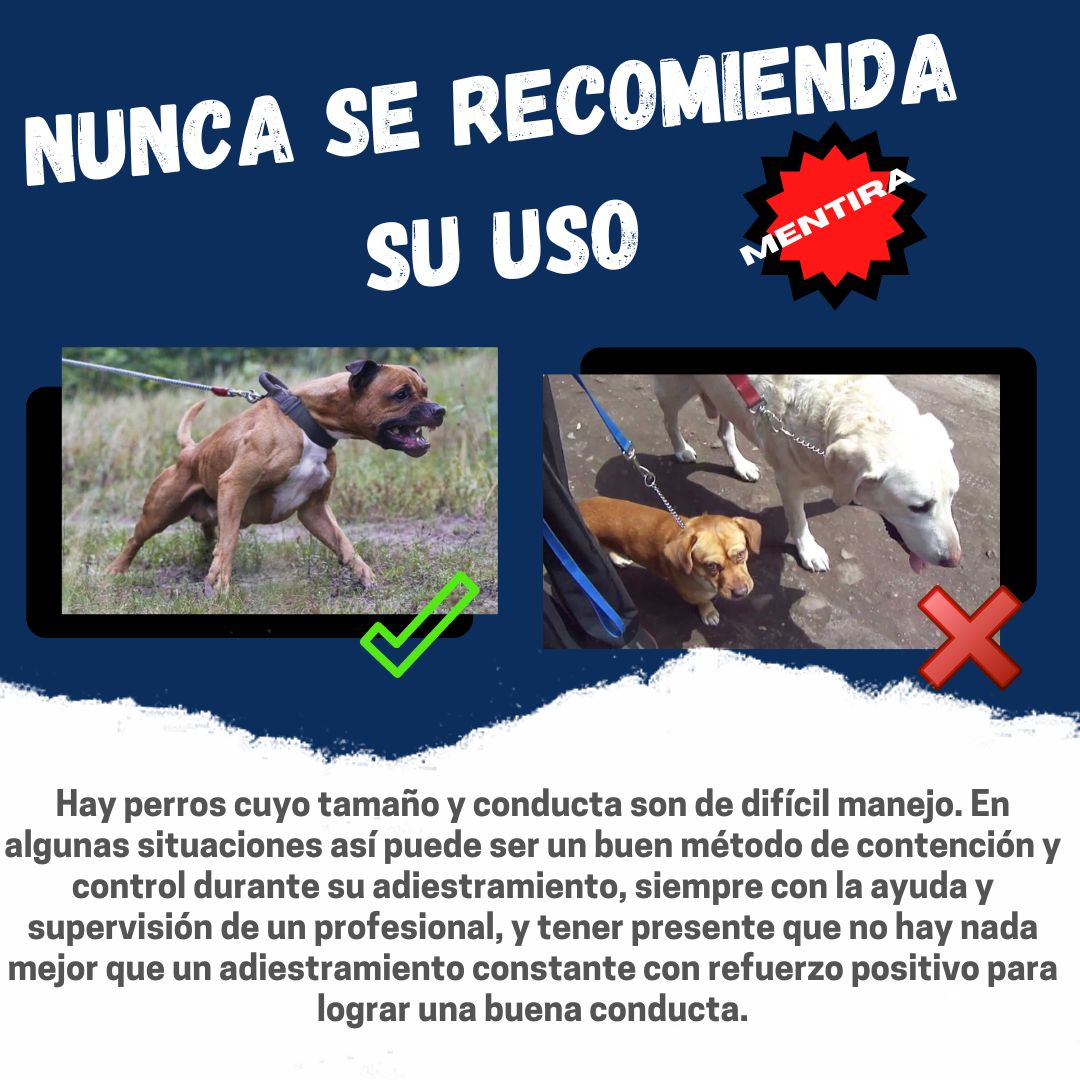 NUNCA SE RECOMIENDA
SU USO
MENTIRA
Hay perros cuyo tamaño y conducta son de difícil manejo. En
algunas situaciones así puede ser un buen método de contención y
control durante su adiestramiento, siempre con la ayuda y
supervisión de un profesional, y tener presente que no hay nada
mejor que un adiestramiento constante con refuerzo positivo para
lograr una buena conducta.